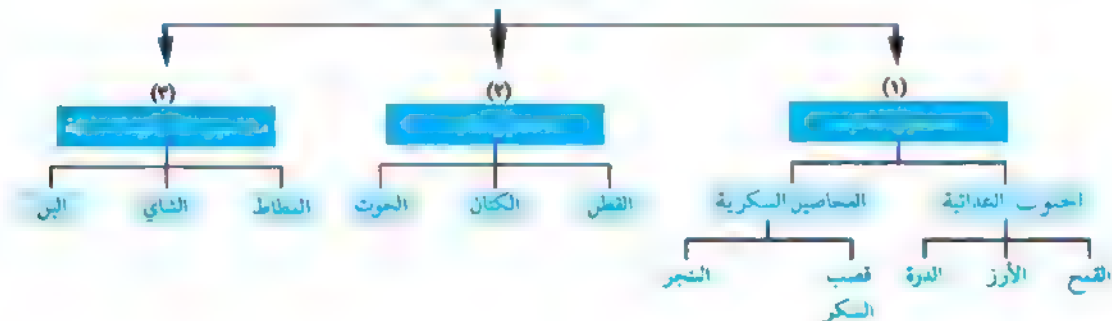 (١) (٢) (٣)
الحبوب الغذائية المحاصيل السكرية القطن الكتان الجوت المطاط الشاي البن
القمح الأرز الذرة قصب السكر البنجر